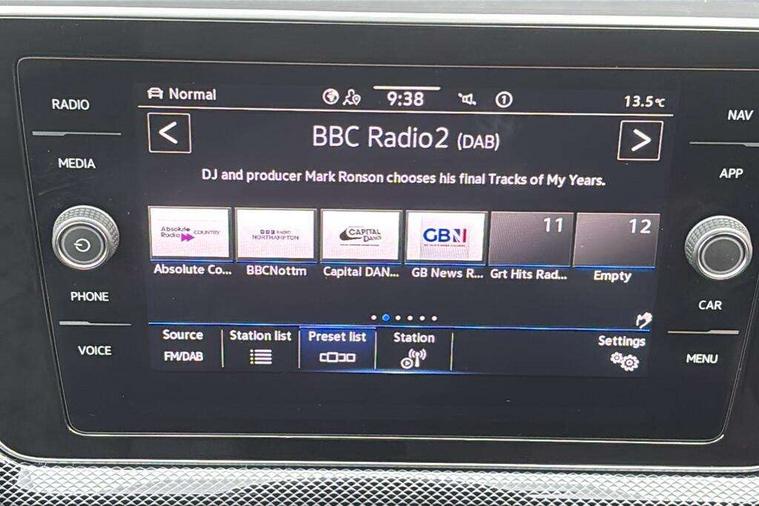 RADIO
MEDIA
PHONE
VOICE
Normal
9:38
1
13.5°C
BBC Radio2 (DAB)
DJ and producer Mark Ronson chooses his final Tracks of My Years.
Absolute Radio COUNTRY
BBC RADIO NORTHAMPTON
CAPITAL DANCE
GBN
11
12
Absolute Co...
BBCNottm
Capital DAN...
GB News R...
Grt Hits Rad...
Empty
Source
FM/DAB
Station list
Preset list
Station
Settings
NAV
APP
CAR
MENU